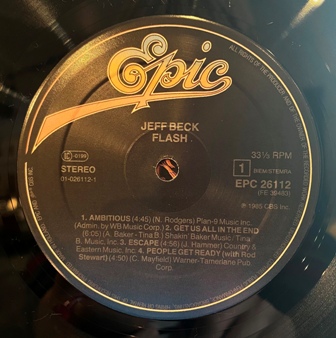 Epic
JEFF BECK
FLASH
33⅓ RPM
STEREO
01-026112-1
1
BIEM/STEMRA
EPC 26112
(FE 39483)
℗ 1985 CBS Inc.
1. AMBITIOUS (4:45) (N. Rodgers) Plan-9 Music Inc.
(Admin. by WB Music Corp.) 2. GET US ALL IN THE END
(6:05) (A. Baker - Tina B) Shakin' Baker Music / Tina
B. Music, Inc. 3. ESCAPE (4:56) (J. Hammer) Country &
Eastern Music, Inc. 4. PEOPLE GET READY (with Rod
Stewart) (4:50) (C. Mayfield) Warner-Tamerlane Pub.
Corp.